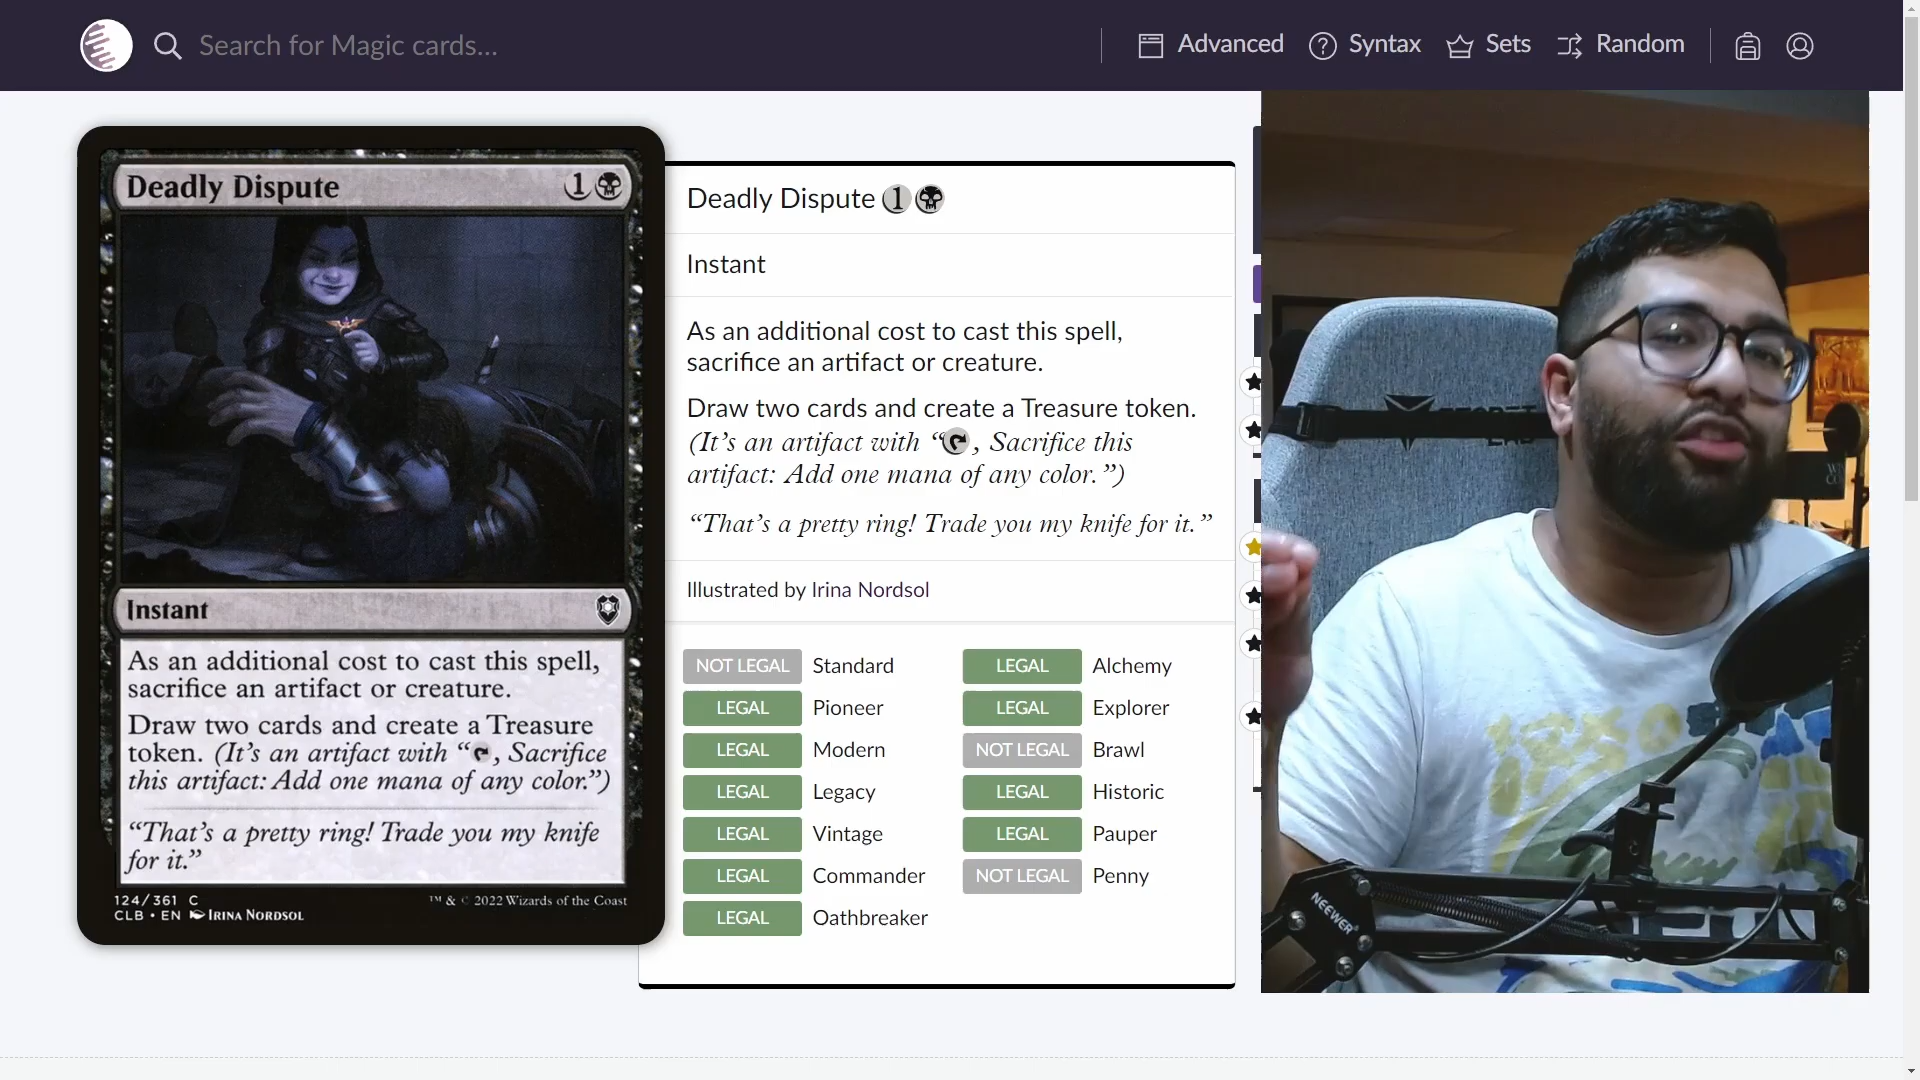 Search for Magic cards...
Advanced
Syntax
Sets
Random
Deadly Dispute 1
Instant
As an additional cost to cast this spell,
sacrifice an artifact or creature.
Draw two cards and create a Treasure
token. (It's an artifact with “ , Sacrifice
this artifact: Add one mana of any color.”)
“That's a pretty ring! Trade you my knife
for it.”
124/361 C
CLB • EN IRINA NORDSOL
™ & © 2022 Wizards of the Coast
Deadly Dispute 1
Instant
As an additional cost to cast this spell,
sacrifice an artifact or creature.
Draw two cards and create a Treasure token.
(It's an artifact with “ , Sacrifice this
artifact: Add one mana of any color.”)
“That's a pretty ring! Trade you my knife for it.”
Illustrated by Irina Nordsol
NOT LEGAL Standard LEGAL Alchemy
LEGAL Pioneer LEGAL Explorer
LEGAL Modern NOT LEGAL Brawl
LEGAL Legacy LEGAL Historic
LEGAL Vintage LEGAL Pauper
LEGAL Commander NOT LEGAL Penny
LEGAL Oathbreaker
NEEWER